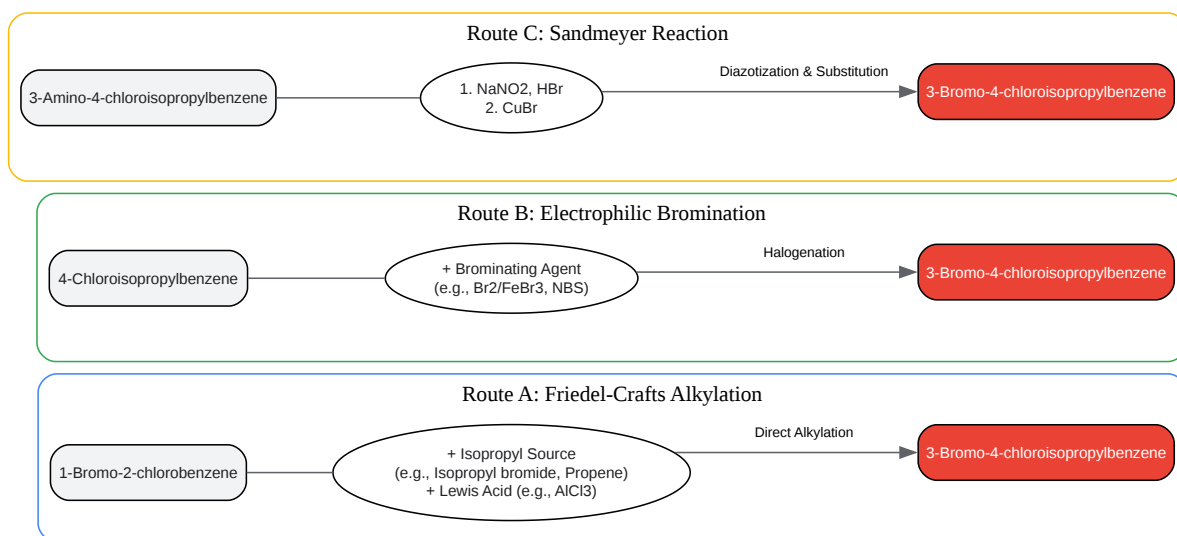 Route C: Sandmeyer Reaction
3-Amino-4-chloroisopropylbenzene
1. NaNO2, HBr
2. CuBr
Diazotization & Substitution
3-Bromo-4-chloroisopropylbenzene
Route B: Electrophilic Bromination
4-Chloroisopropylbenzene
+ Brominating Agent
(e.g., Br2/FeBr3, NBS)
Halogenation
3-Bromo-4-chloroisopropylbenzene
Route A: Friedel-Crafts Alkylation
1-Bromo-2-chlorobenzene
+ Isopropyl Source
(e.g., Isopropyl bromide, Propene)
+ Lewis Acid (e.g., AlCl3)
Direct Alkylation
3-Bromo-4-chloroisopropylbenzene